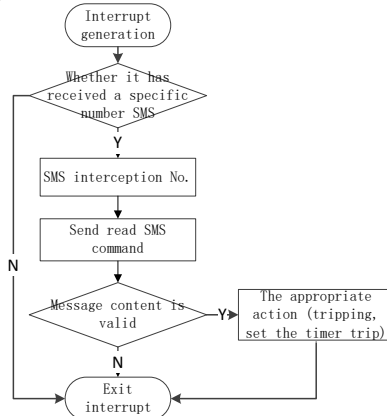 Interrupt
generation
Whether it has
received a specific
number SMS
Y
SMS interception No.
Send read SMS
command
N
Message content is
valid
Y
The appropriate
action (tripping,
set the timer trip)
N
Exit
interrupt